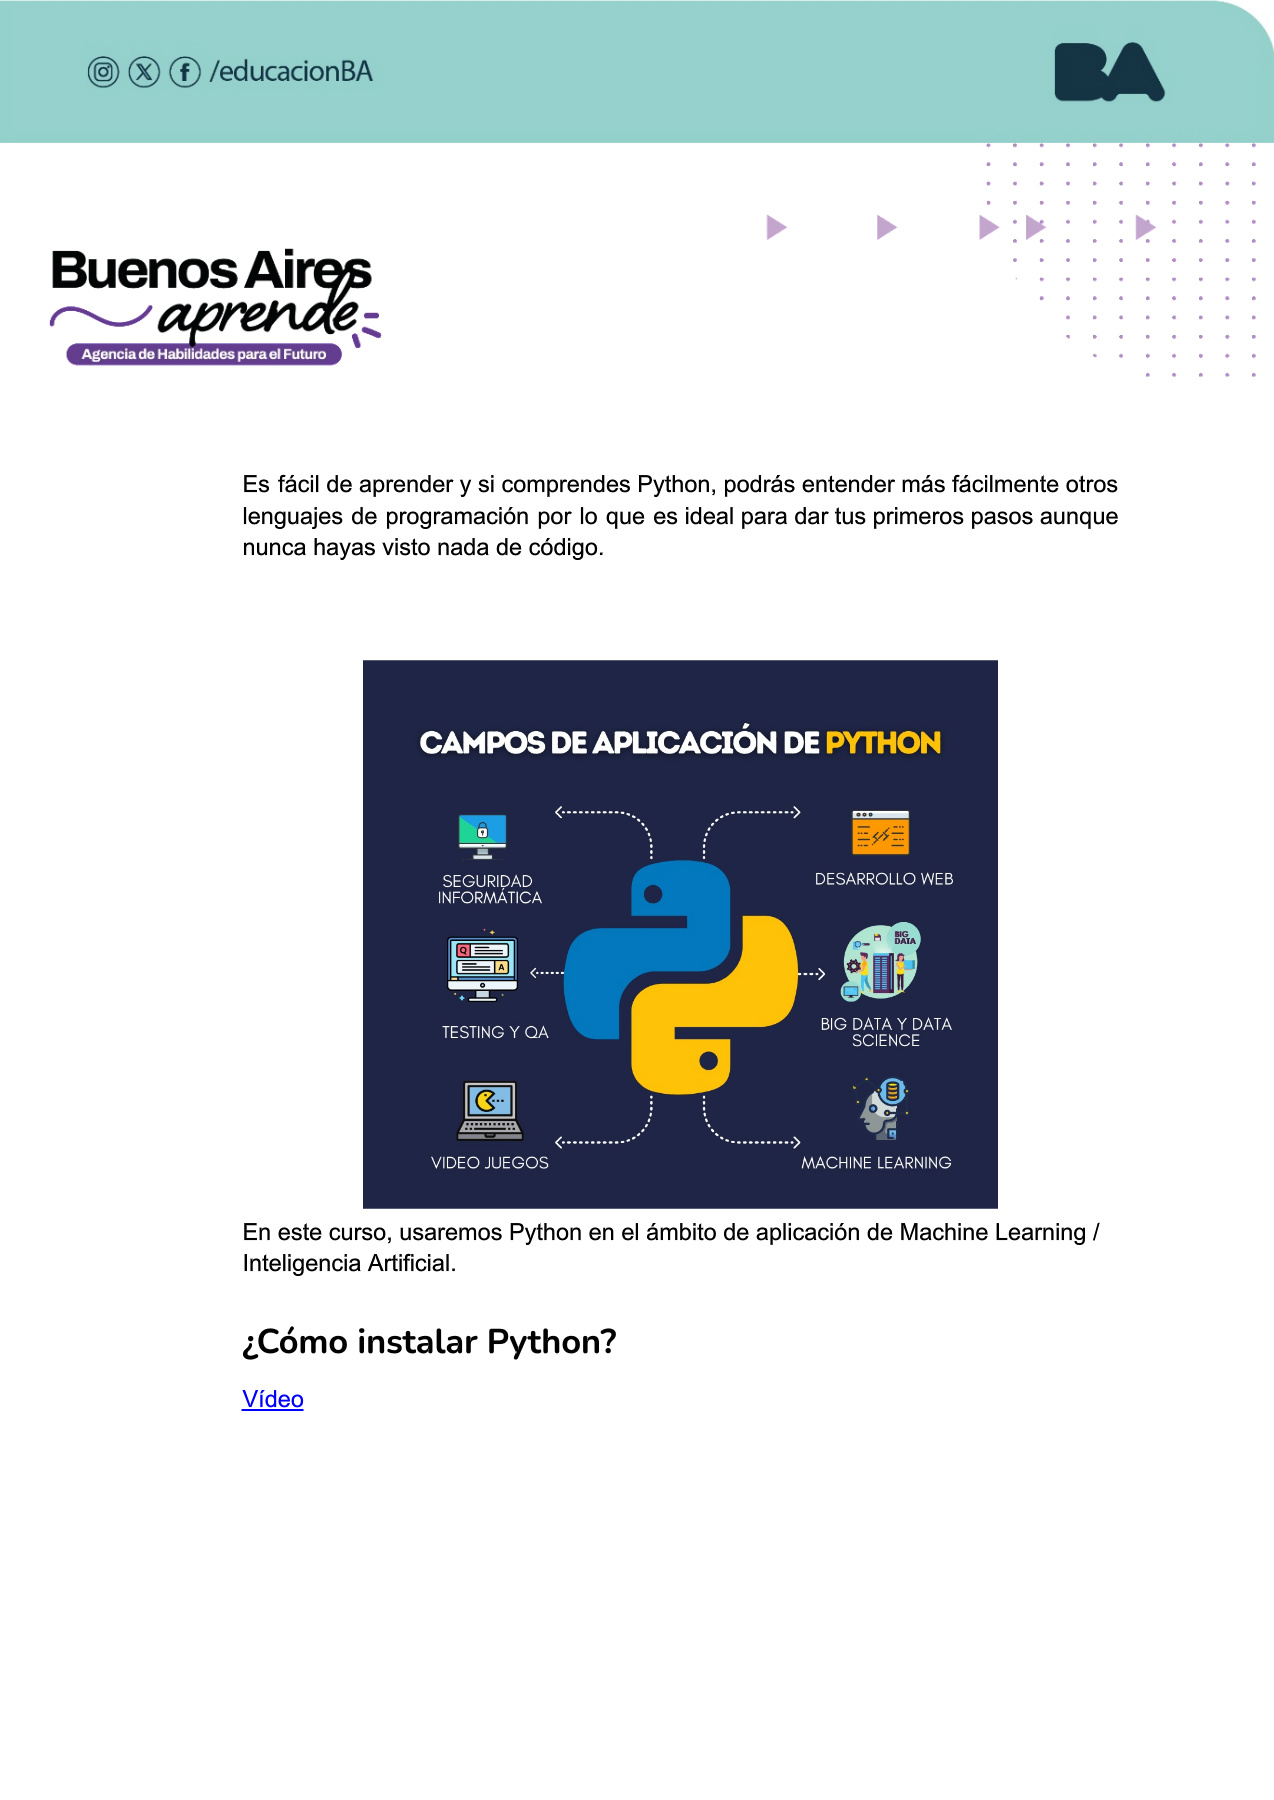 /educacionBA
BA
Buenos Aires
aprende
Agencia de Habilidades para el Futuro
Es fácil de aprender y si comprendes Python, podrás entender más fácilmente otros
lenguajes de programación por lo que es ideal para dar tus primeros pasos aunque
nunca hayas visto nada de código.
CAMPOS DE APLICACIÓN DE PYTHON
SEGURIDAD
INFORMÁTICA
DESARROLLO WEB
Q
A
TESTING Y QA
BIG
DATA
BIG DATA Y DATA
SCIENCE
VIDEO JUEGOS
MACHINE LEARNING
En este curso, usaremos Python en el ámbito de aplicación de Machine Learning /
Inteligencia Artificial.
¿Cómo instalar Python?
Vídeo